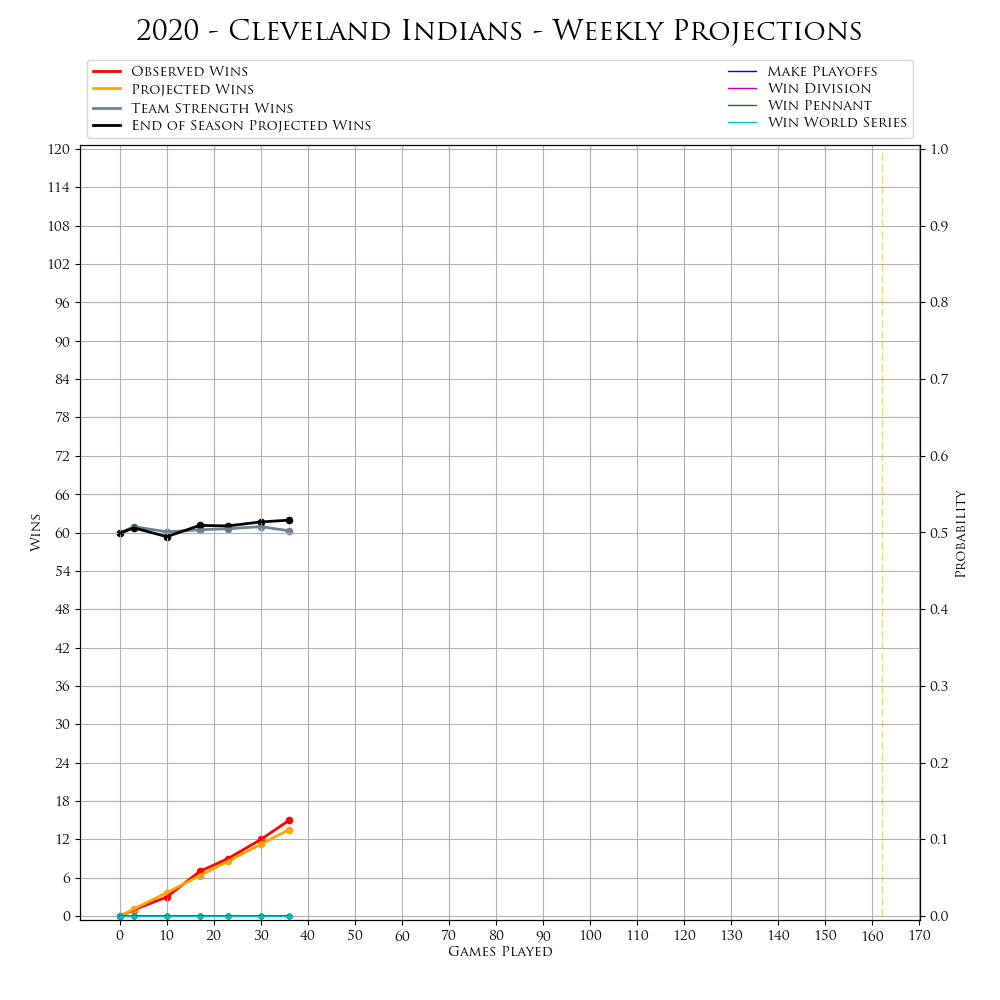 2020 - Cleveland Indians - Weekly Projections
Observed Wins
Projected Wins
Team Strength Wins
End of Season Projected Wins
Make Playoffs
Win Division
Win Pennant
Win World Series
120
114
108
102
96
90
84
78
72
66
60
54
48
42
36
30
24
18
12
6
0
Wins
1.0
0.9
0.8
0.7
0.6
0.5
0.4
0.3
0.2
0.1
0.0
Probability
0 10 20 30 40 50 60 70 80 90 100 110 120 130 140 150 160 170
Games Played